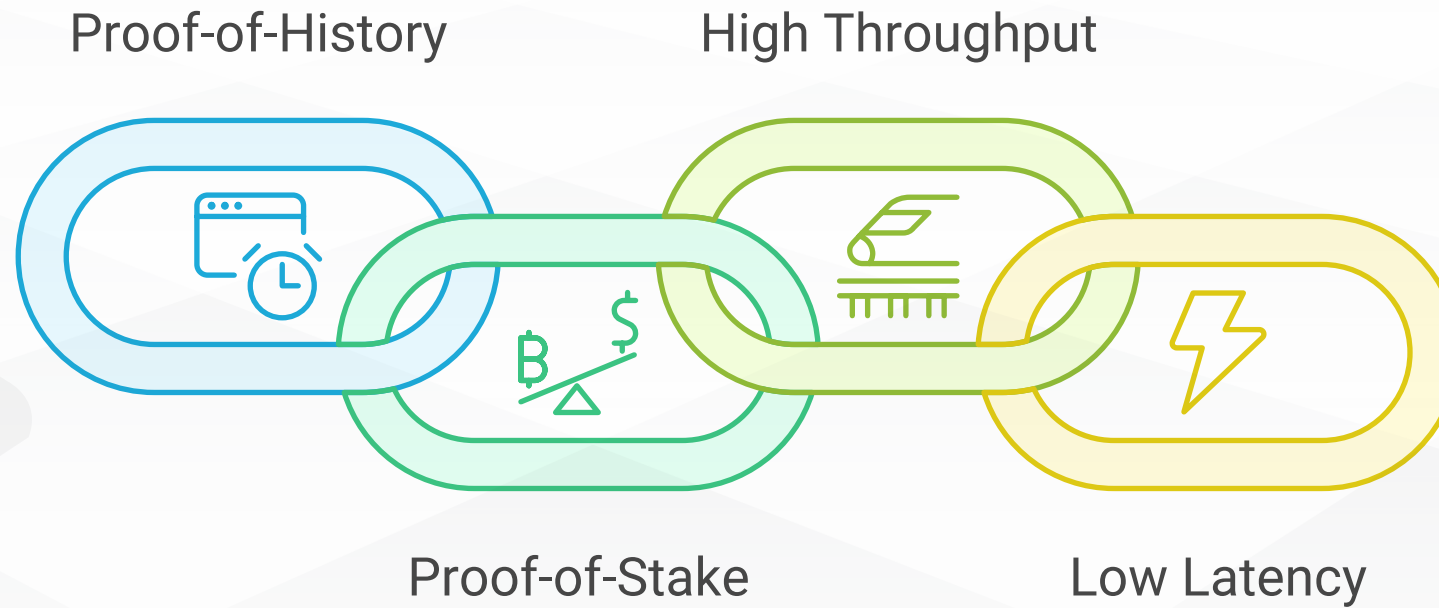 Proof-of-History
High Throughput
฿
$
Proof-of-Stake
Low Latency